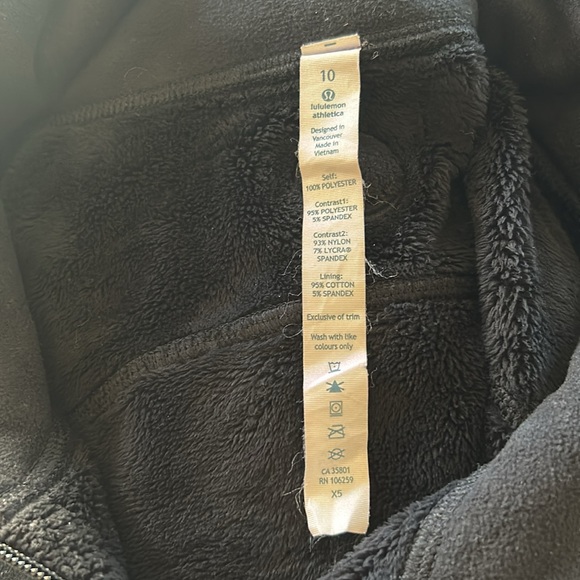 10
lululemon
athletica
Designed in
Vancouver
Made in
Vietnam
Self:
100% POLYESTER
Contrast1:
95% POLYESTER
5% SPANDEX
Contrast2:
93% NYLON
7% LYCRA®
SPANDEX
Lining:
95% COTTON
5% SPANDEX
Exclusive of trim
Wash with like
colours only
CA 35801
RN 106259
X5